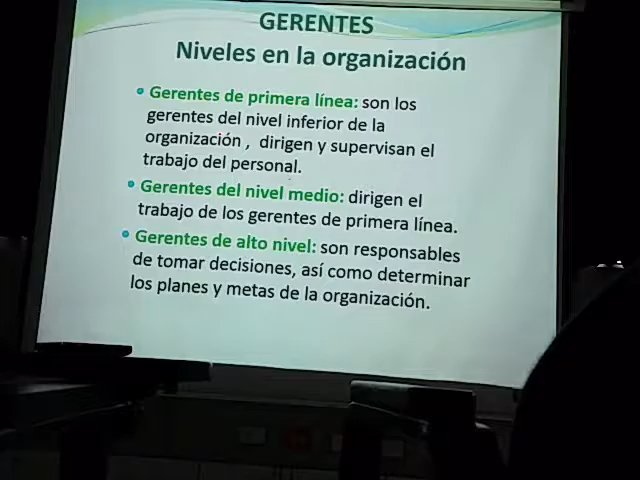 GERENTES
Niveles en la organización
• Gerentes de primera línea: son los
gerentes del nivel inferior de la
organización , dirigen y supervisan el
trabajo del personal.
• Gerentes del nivel medio: dirigen el
trabajo de los gerentes de primera línea.
• Gerentes de alto nivel: son responsables
de tomar decisiones, así como determinar
los planes y metas de la organización.